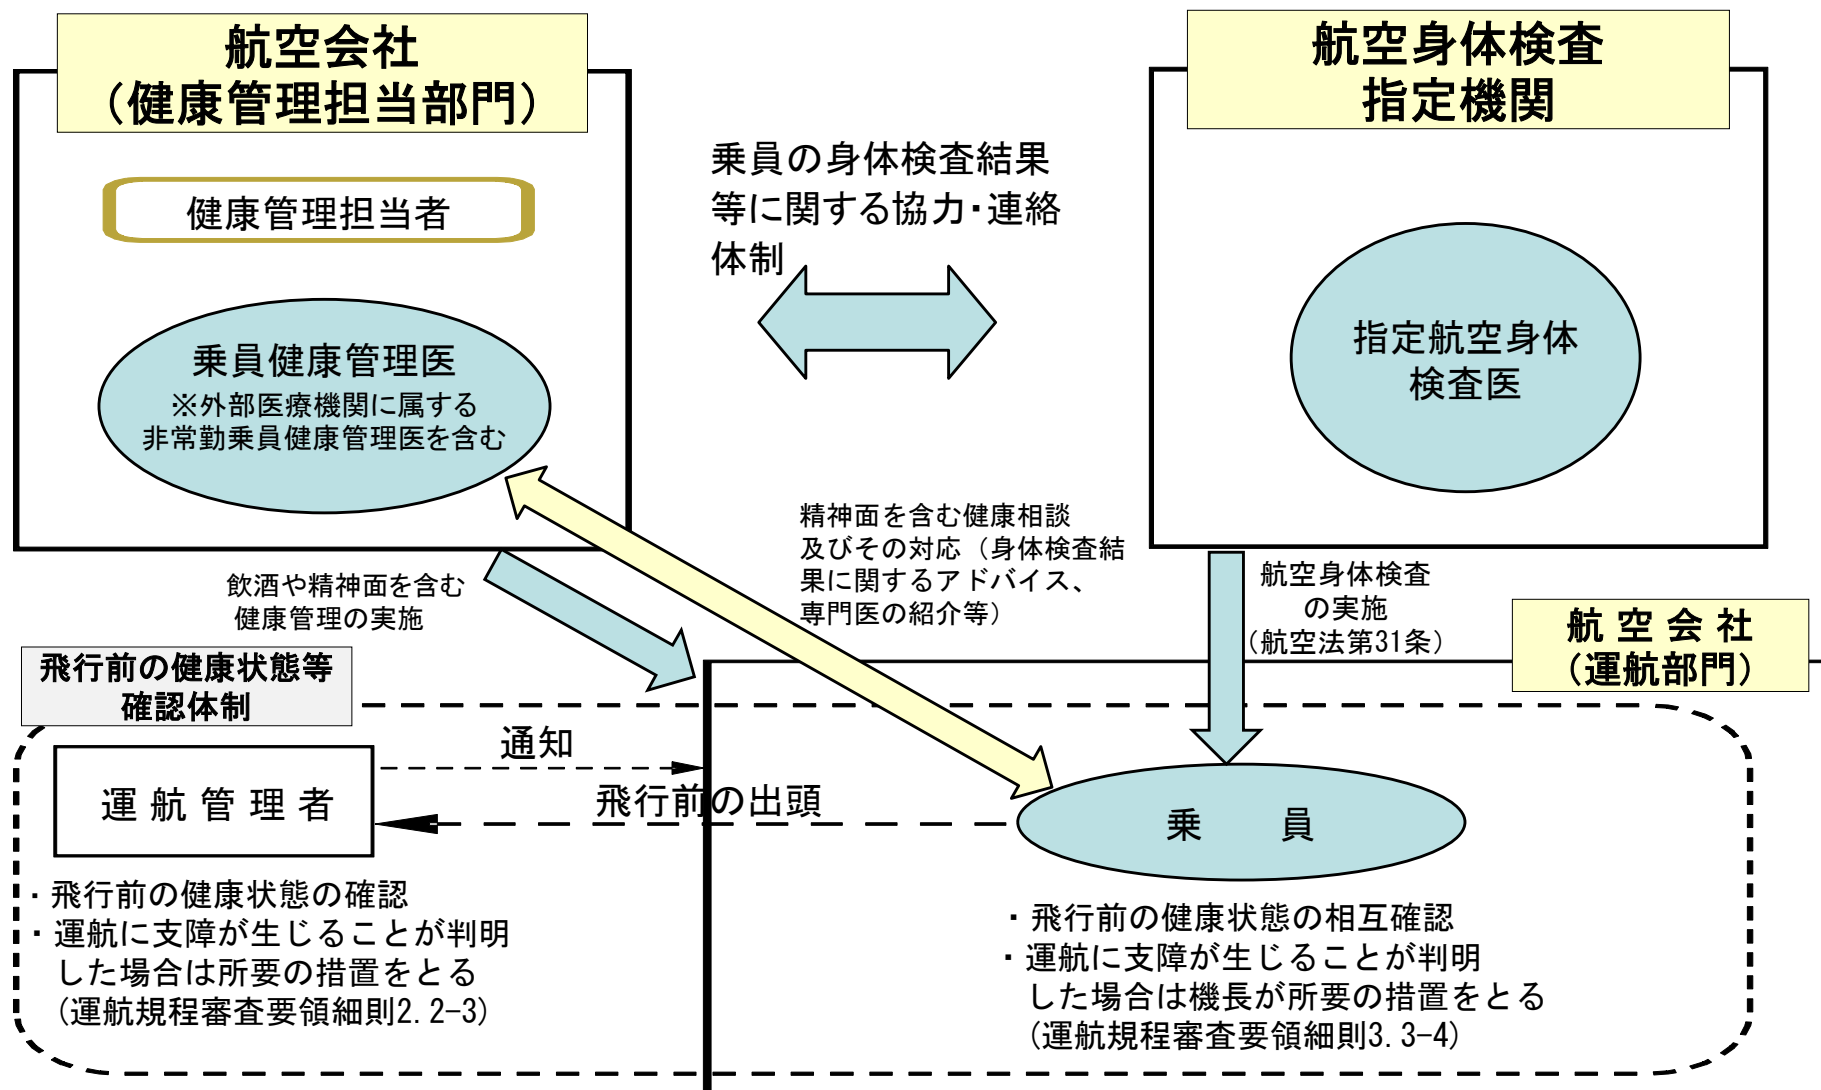 航空会社
（健康管理担当部門）
健康管理担当者
乗員健康管理医
※外部医療機関に属する
非常勤乗員健康管理医を含む
乗員の身体検査結果
等に関する協力・連絡
体制
航空身体検査
指定機関
指定航空身体
検査医
飲酒や精神面を含む
健康管理の実施
精神面を含む健康相談
及びその対応（身体検査結
果に関するアドバイス、
専門医の紹介等）
航空身体検査
の実施
（航空法第31条）
航空会社
（運航部門）
飛行前の健康状態等
確認体制
通知
運航管理者
飛行前の出頭
乗　員
・飛行前の健康状態の確認
・運航に支障が生じることが判明
した場合は所要の措置をとる
(運航規程審査要領細則2.2-3)
・飛行前の健康状態の相互確認
・運航に支障が生じることが判明
した場合は機長が所要の措置をとる
(運航規程審査要領細則3.3-4)